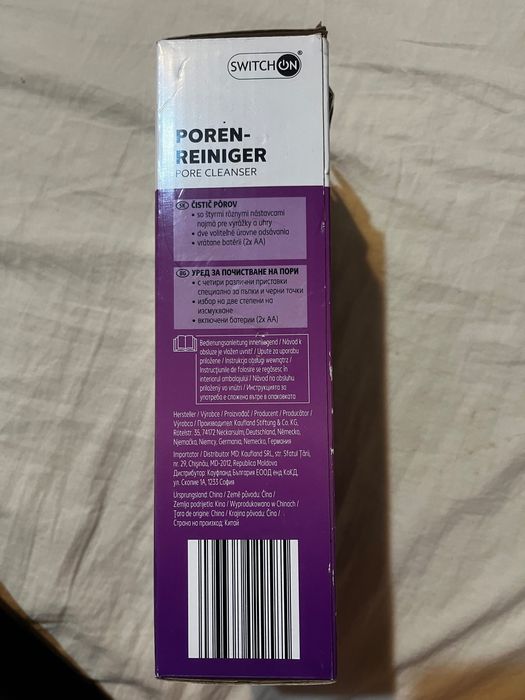 SWITCH ON®
POREN-
REINIGER
PORE CLEANSER
SK ČISTIČ PÓROV
• so štyrmi rôznymi nástavcami
najmä pre vyrážky a uhry
• dve voliteľné úrovne odsávania
• vrátane batérií (2x AA)
BG УРЕД ЗА ПОЧИСТВАНЕ НА ПОРИ
• с четири различни приставки
специално за пъпки и черни точки
• избор на две степени на
изсмукване
• включени батерии (2x AA)
Bedienungsanleitung innenliegend / Návod k
obsluze je vložen uvnitř / Upute za uporabu
priložene / Instrukcja obsługi wewnątrz /
Instrucțiunile de folosire se regăsesc în
interiorul ambalajului / Návod na obsluhu
priložený vo vnútri / Инструкцията за
употреба е сложена вътре в опаковката
Hersteller / Výrobce / Proizvođač / Producent / Producător /
Výrobca / Производител: Kaufland Stiftung & Co. KG,
Rötelstr. 35, 74172 Neckarsulm, Deutschland, Německo,
Njemačka, Niemcy, Germania, Nemecko, Германия
Importator / Distribuitor MD: Kaufland SRL, str. Sfatul Țării,
nr. 29, Chișinău, MD-2012, Republica Moldova
Дистрибутор: Кауфланд България ЕООД енд КоКД,
ул. Скопие 1А, 1233 София
Ursprungsland: China / Země původu: Čína /
Zemlja podrijetla: Kina / Wyprodukowano w Chinach /
Țara de origine: China / Krajina pôvodu: Čína /
Страна на произход: Китай